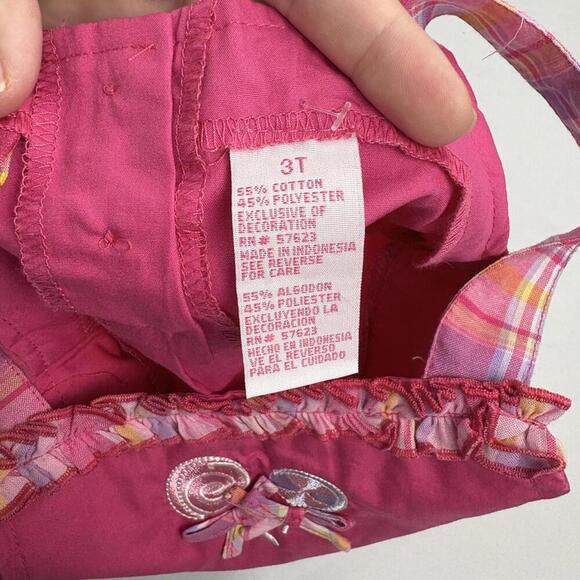 3T
55% COTTON
45% POLYESTER
EXCLUSIVE OF
DECORATION
RN# 57623
MADE IN INDONESIA
SEE REVERSE
FOR CARE
55% ALGODON
45% POLIESTER
EXCLUYENDO LA
DECORACION
RN# 57623
HECHO EN INDONESIA
VE EL REVERSO
PARA EL CUIDADO